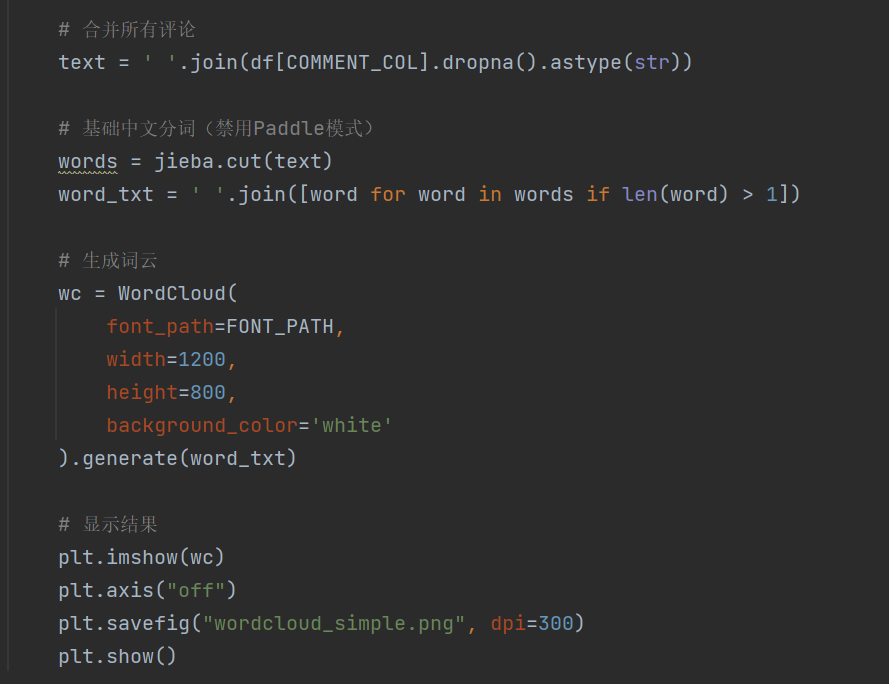 # 合并所有评论
text = ' '.join(df[COMMENT_COL].dropna().astype(str))
# 基础中文分词（禁用Paddle模式）
words = jieba.cut(text)
word_txt = ' '.join([word for word in words if len(word) > 1])
# 生成词云
wc = WordCloud(
    font_path=FONT_PATH,
    width=1200,
    height=800,
    background_color='white'
).generate(word_txt)
# 显示结果
plt.imshow(wc)
plt.axis("off")
plt.savefig("wordcloud_simple.png", dpi=300)
plt.show()